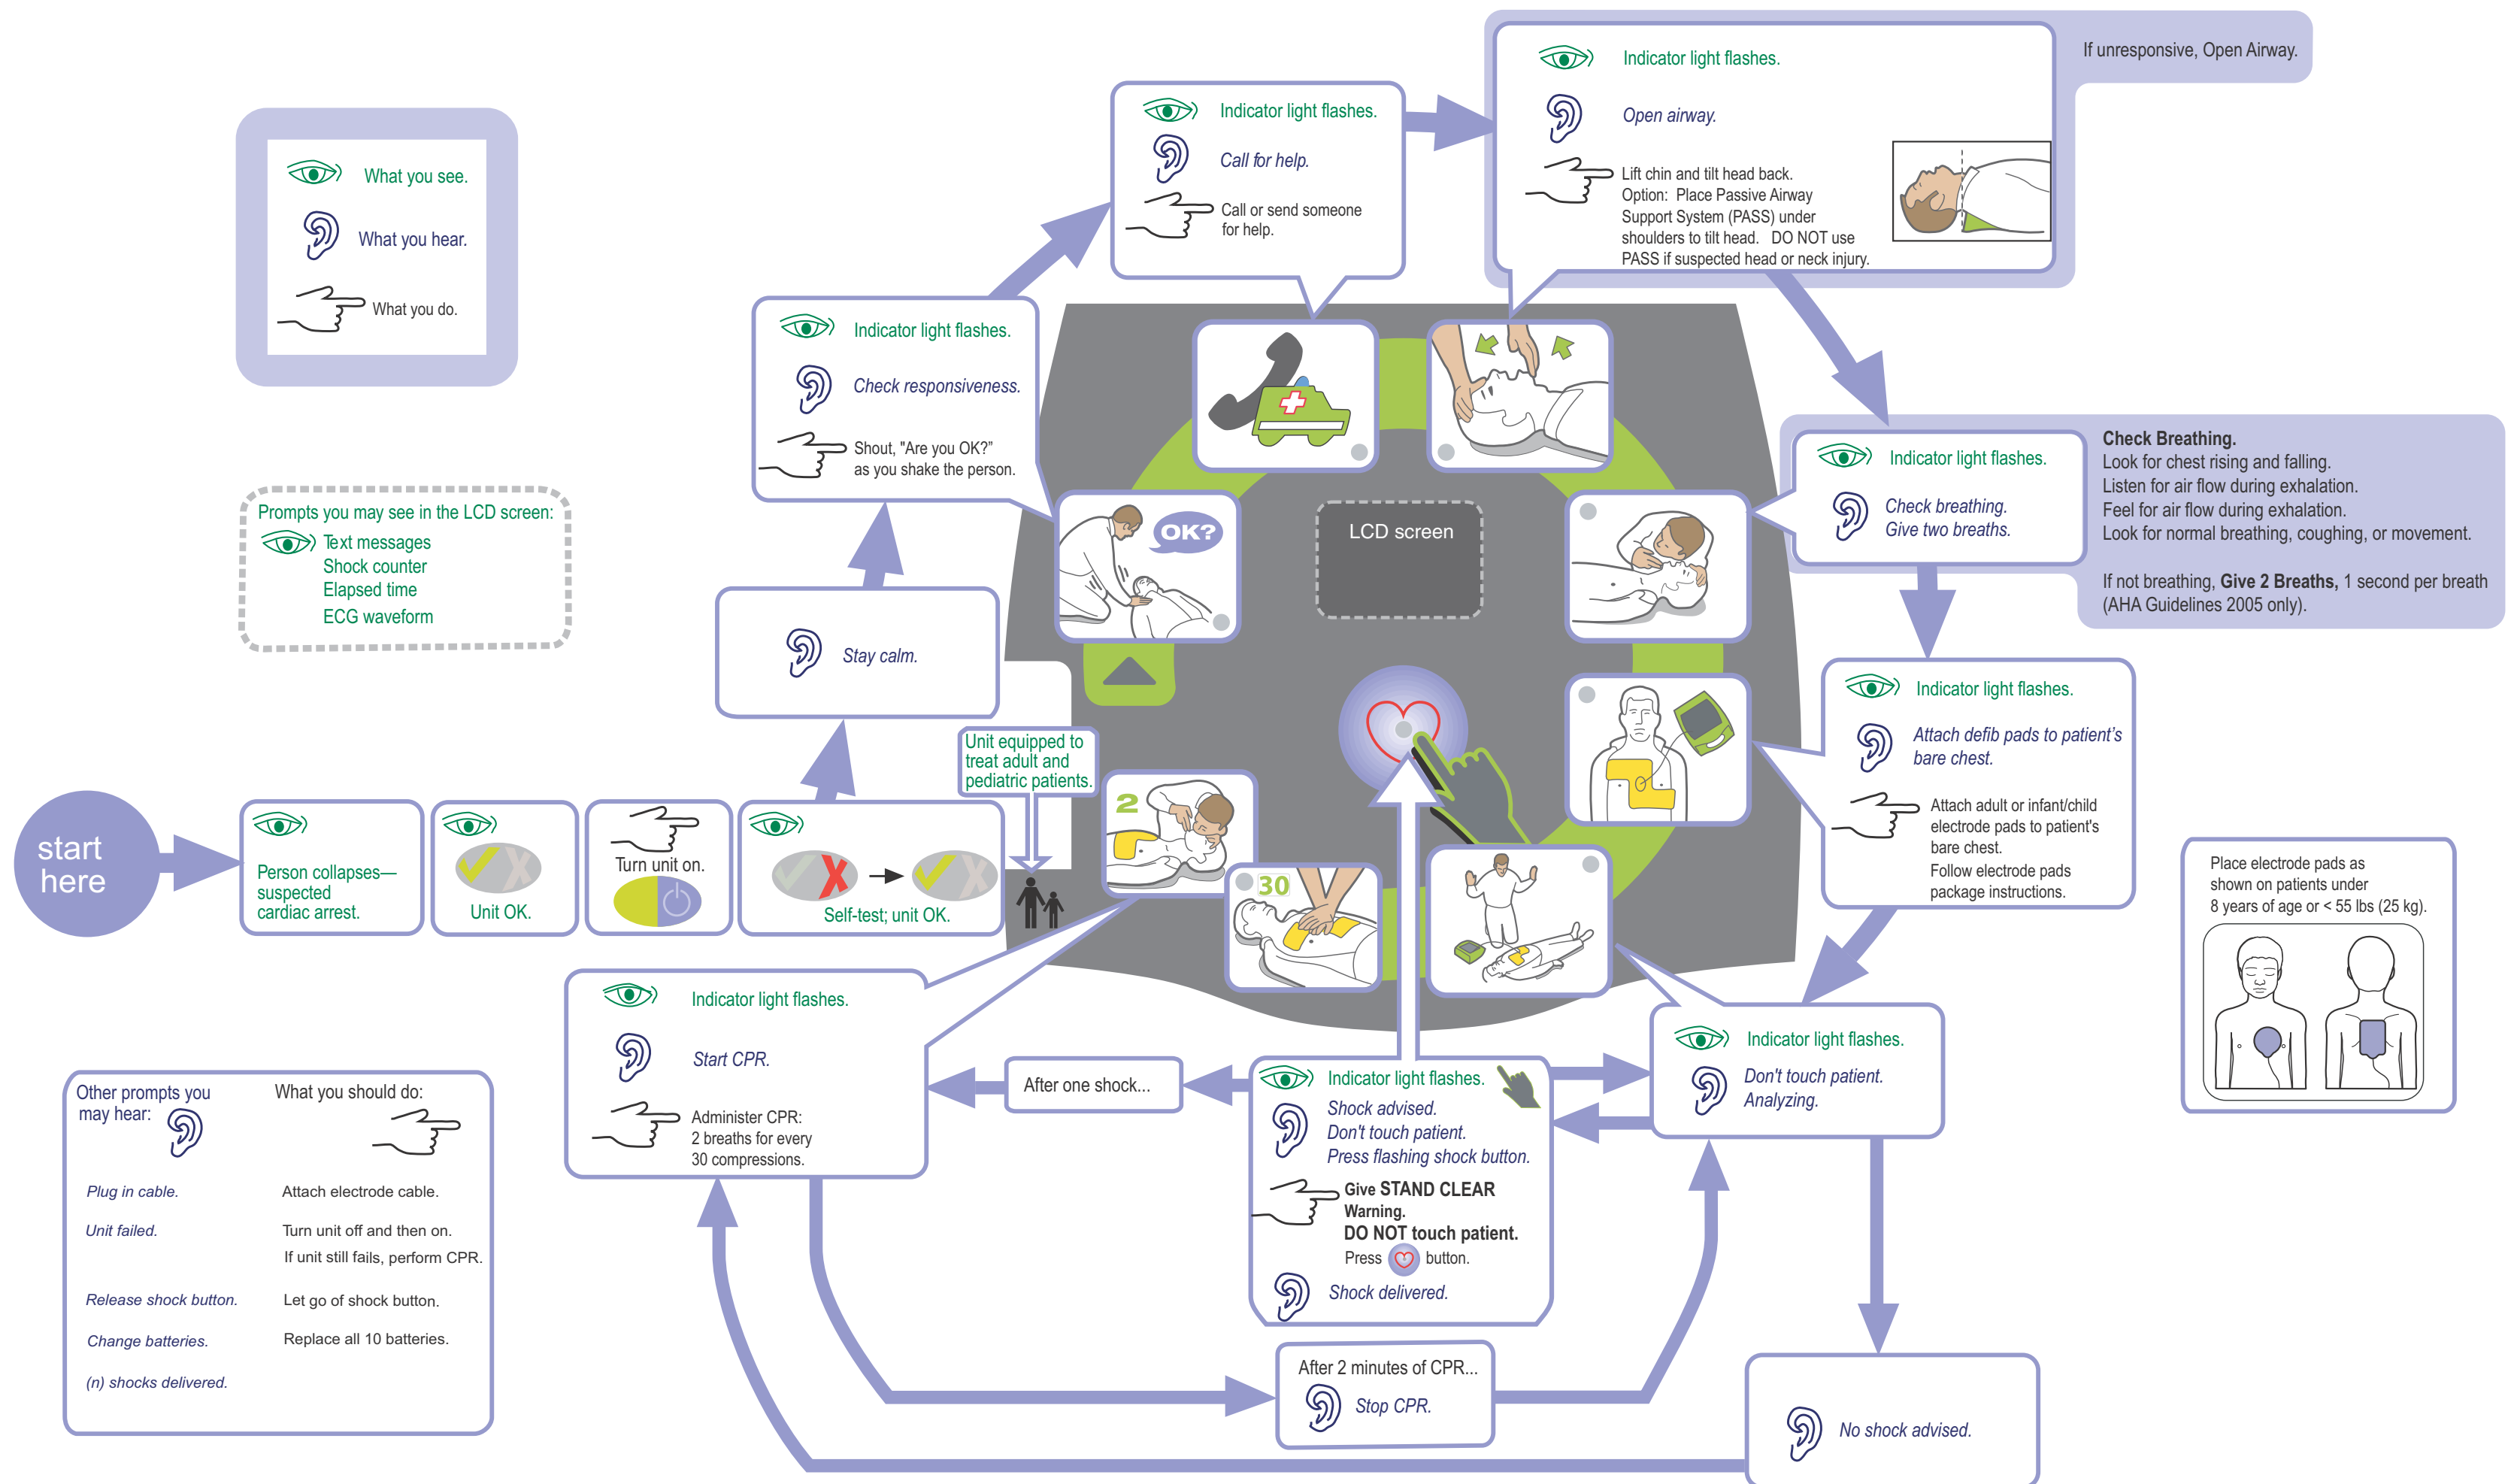 What you see.
What you hear.
What you do.
Prompts you may see in the LCD screen:
Text messages
Shock counter
Elapsed time
ECG waveform
start
here
Person collapses—
suspected
cardiac arrest.
Unit OK.
Turn unit on.
Self-test; unit OK.
Unit equipped to
treat adult and
pediatric patients.
Stay calm.
Indicator light flashes.
Check responsiveness.
Shout, "Are you OK?”
as you shake the person.
Indicator light flashes.
Call for help.
Call or send someone
for help.
Indicator light flashes.
Open airway.
Lift chin and tilt head back.
Option: Place Passive Airway
Support System (PASS) under
shoulders to tilt head. DO NOT use
PASS if suspected head or neck injury.
If unresponsive, Open Airway.
OK?
LCD screen
Indicator light flashes.
Check breathing.
Give two breaths.
Check Breathing.
Look for chest rising and falling.
Listen for air flow during exhalation.
Feel for air flow during exhalation.
Look for normal breathing, coughing, or movement.
If not breathing, Give 2 Breaths, 1 second per breath
(AHA Guidelines 2005 only).
Indicator light flashes.
Attach defib pads to patient’s
bare chest.
Attach adult or infant/child
electrode pads to patient's
bare chest.
Follow electrode pads
package instructions.
Place electrode pads as
shown on patients under
8 years of age or < 55 lbs (25 kg).
2
30
Indicator light flashes.
Don't touch patient.
Analyzing.
Indicator light flashes.
Shock advised.
Don't touch patient.
Press flashing shock button.
Give STAND CLEAR
Warning.
DO NOT touch patient.
Press button.
Shock delivered.
After one shock...
Indicator light flashes.
Start CPR.
Administer CPR:
2 breaths for every
30 compressions.
After 2 minutes of CPR...
Stop CPR.
No shock advised.
Other prompts you
may hear:
What you should do:
Plug in cable.
Attach electrode cable.
Unit failed.
Turn unit off and then on.
If unit still fails, perform CPR.
Release shock button.
Let go of shock button.
Change batteries.
Replace all 10 batteries.
(n) shocks delivered.